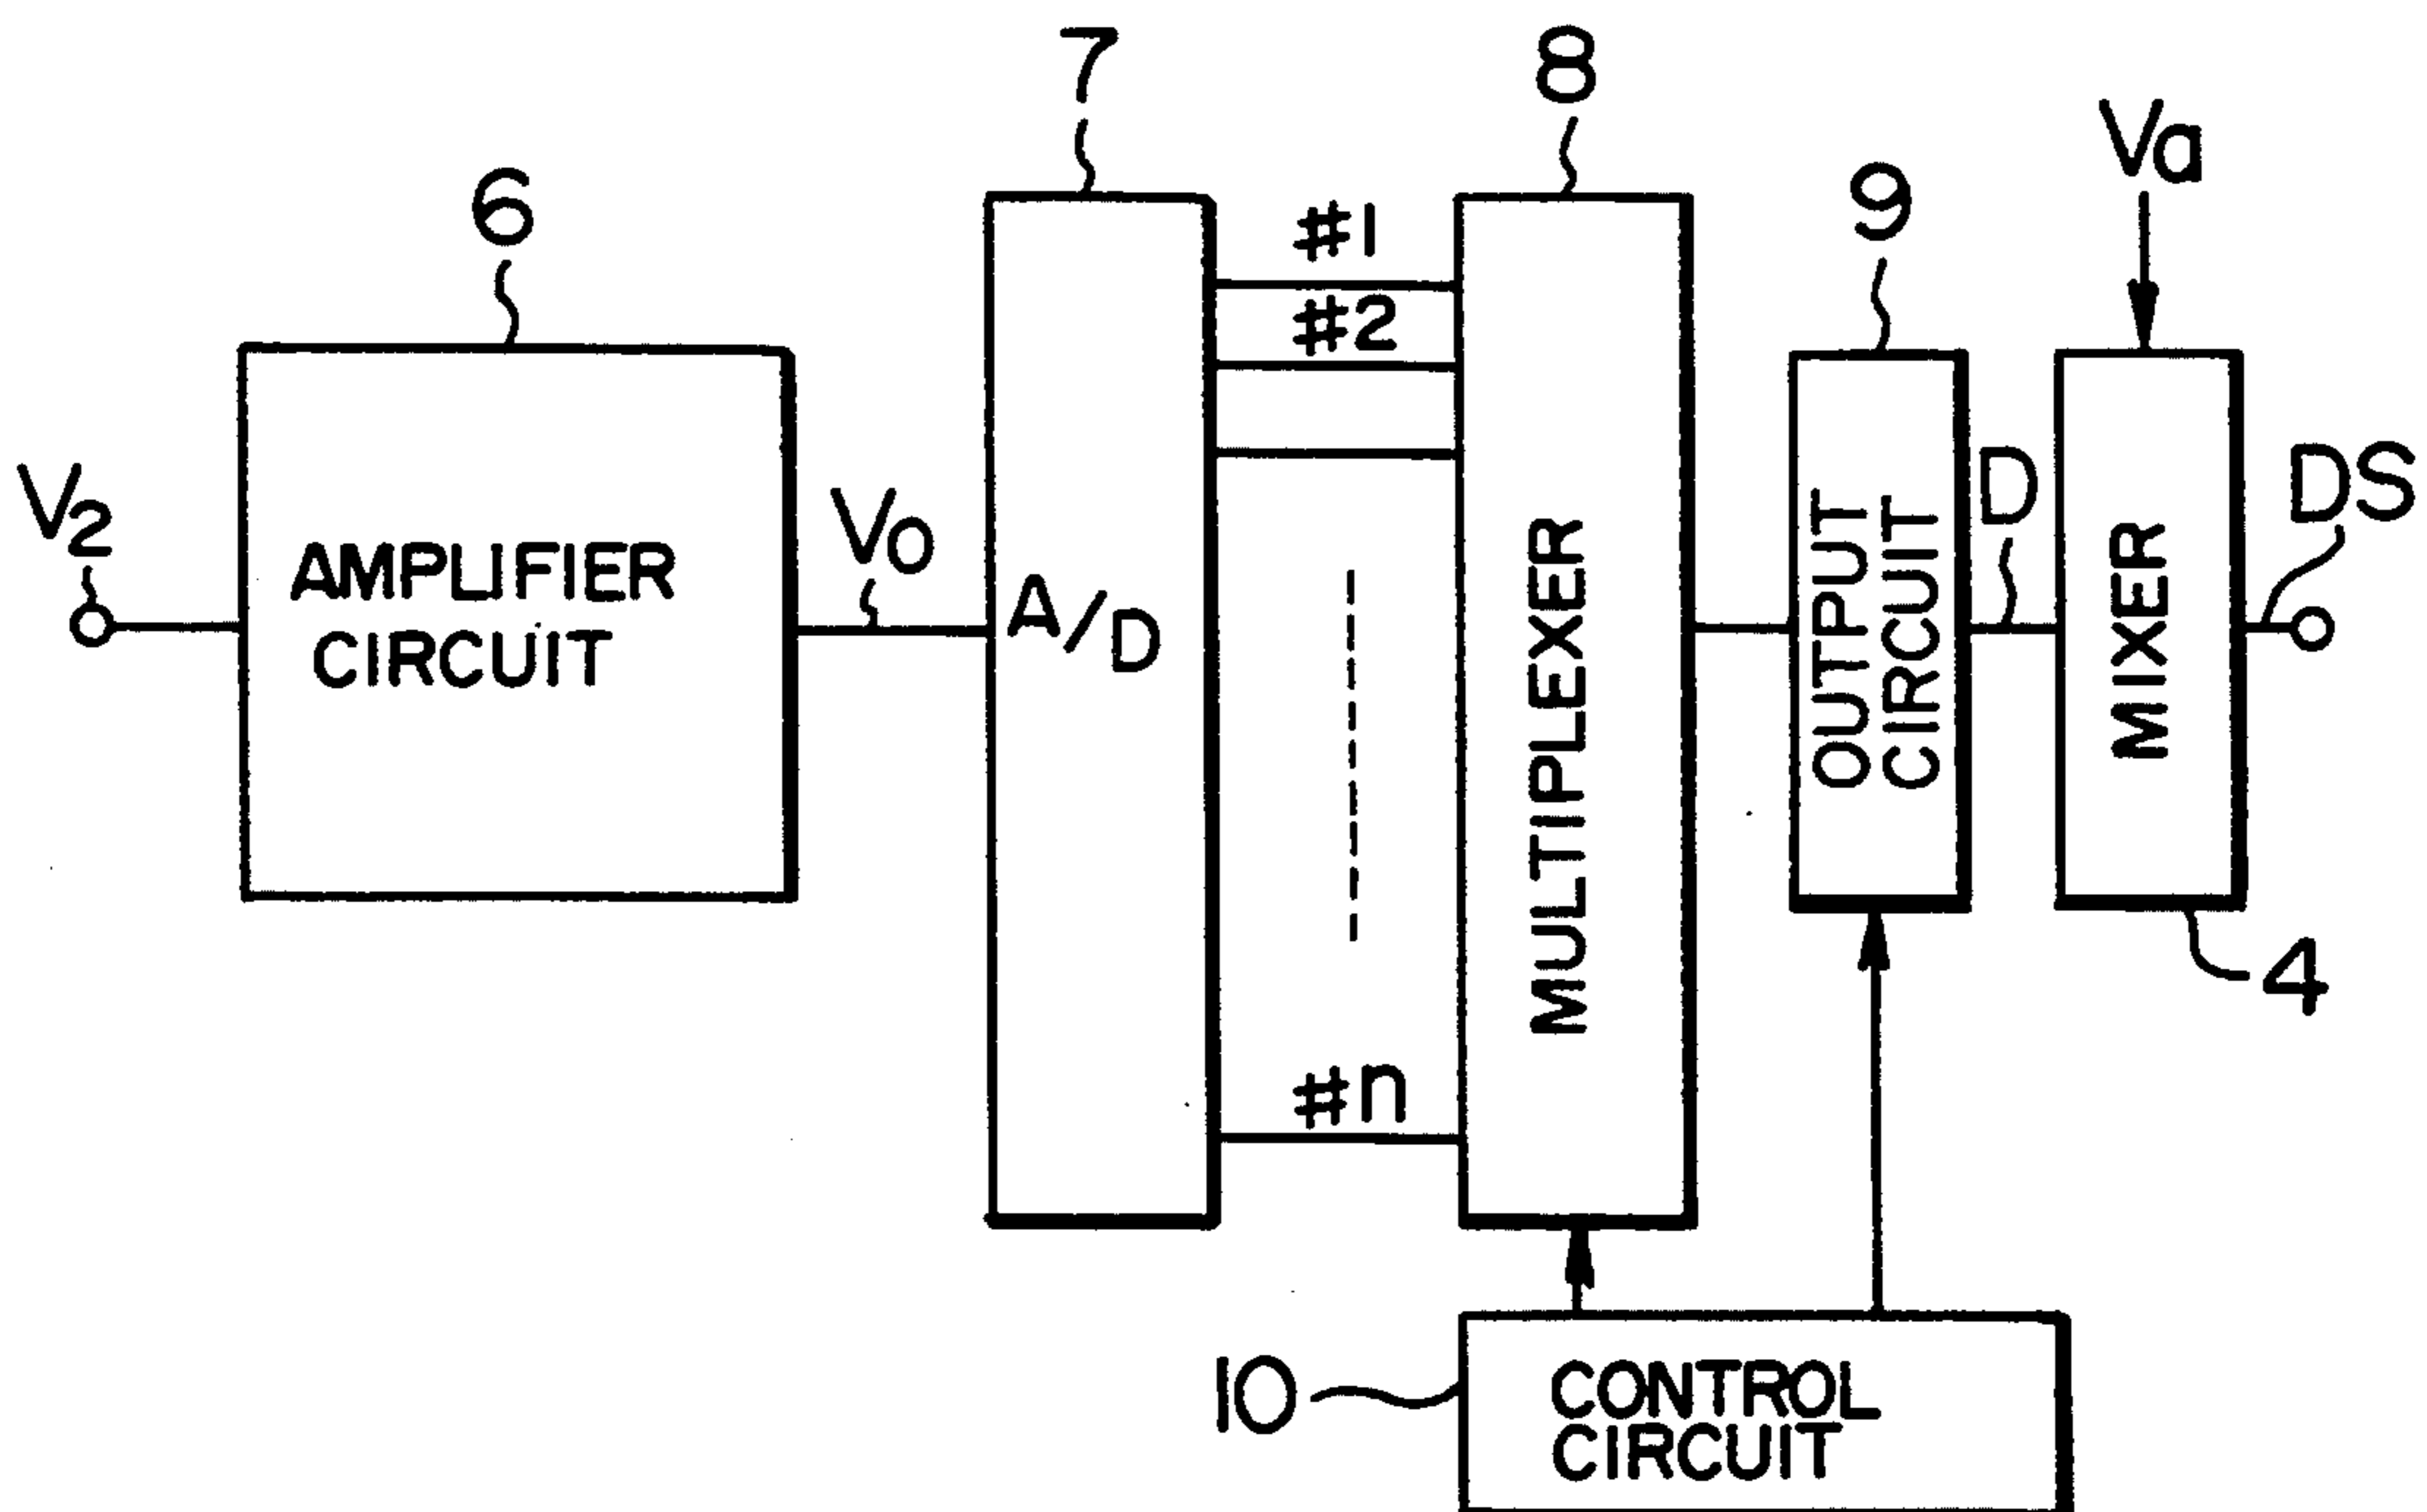 7
8
Va
6
9
#1
#2
V2
AMPLIFIER
CIRCUIT
Vo
A/D
MULTIPLEXER
OUTPUT
CIRCUIT
D
MIXER
DS
4
#n
10
CONTROL
CIRCUIT